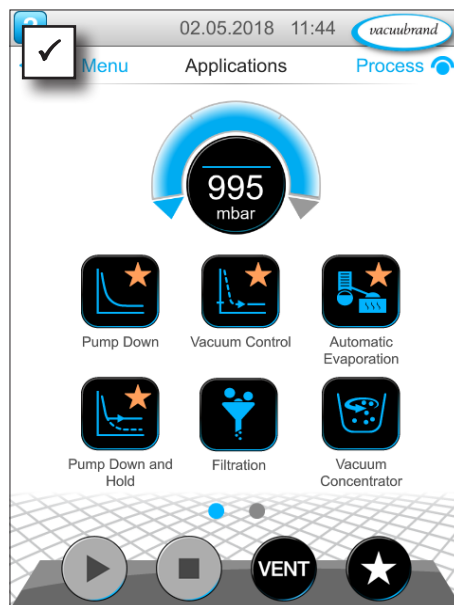 02.05.2018 11:44 vacuubrand
Menu Applications Process
995
mbar
Pump Down Vacuum Control Automatic
Evaporation
Pump Down and
Hold Filtration Vacuum
Concentrator
VENT